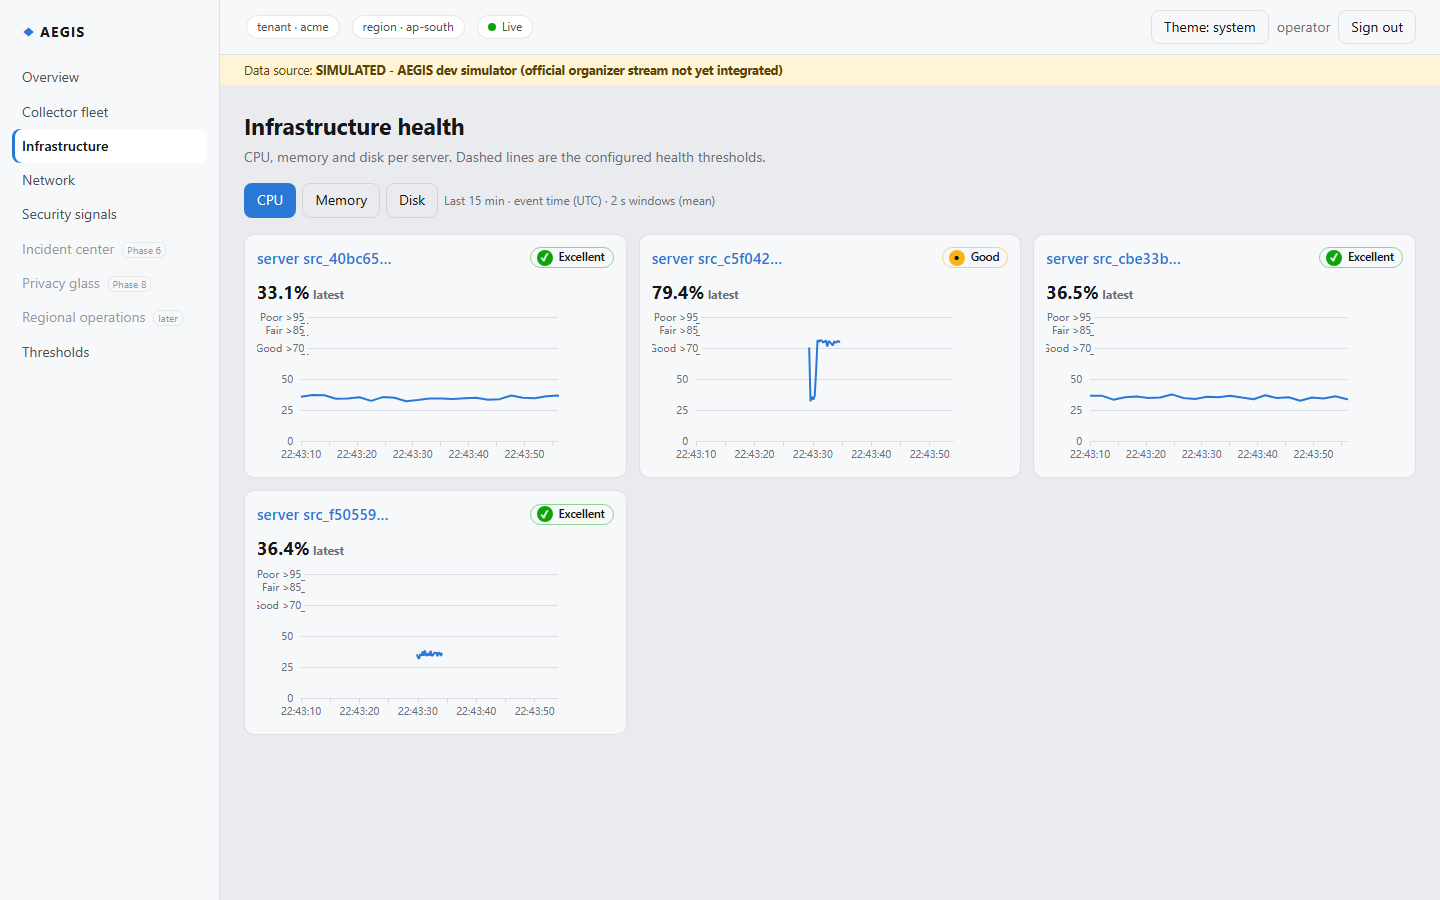 AEGIS
tenant · acme
region · ap-south
Live
Theme: system
operator
Sign out
Overview
Collector fleet
Infrastructure
Network
Security signals
Incident center Phase 6
Privacy glass Phase 8
Regional operations later
Thresholds
Data source: SIMULATED - AEGIS dev simulator (official organizer stream not yet integrated)
Infrastructure health
CPU, memory and disk per server. Dashed lines are the configured health thresholds.
CPU
Memory
Disk
Last 15 min · event time (UTC) · 2 s windows (mean)
server src_40bc65...
Excellent
33.1% latest
Poor >95
Fair >85
Good >70
50
25
0
22:43:10 22:43:20 22:43:30 22:43:40 22:43:50
server src_c5f042...
Good
79.4% latest
Poor >95
Fair >85
Good >70
50
25
0
22:43:10 22:43:20 22:43:30 22:43:40 22:43:50
server src_cbe33b...
Excellent
36.5% latest
Poor >95
Fair >85
Good >70
50
25
0
22:43:10 22:43:20 22:43:30 22:43:40 22:43:50
server src_f50559...
Excellent
36.4% latest
Poor >95
Fair >85
Good >70
50
25
0
22:43:10 22:43:20 22:43:30 22:43:40 22:43:50